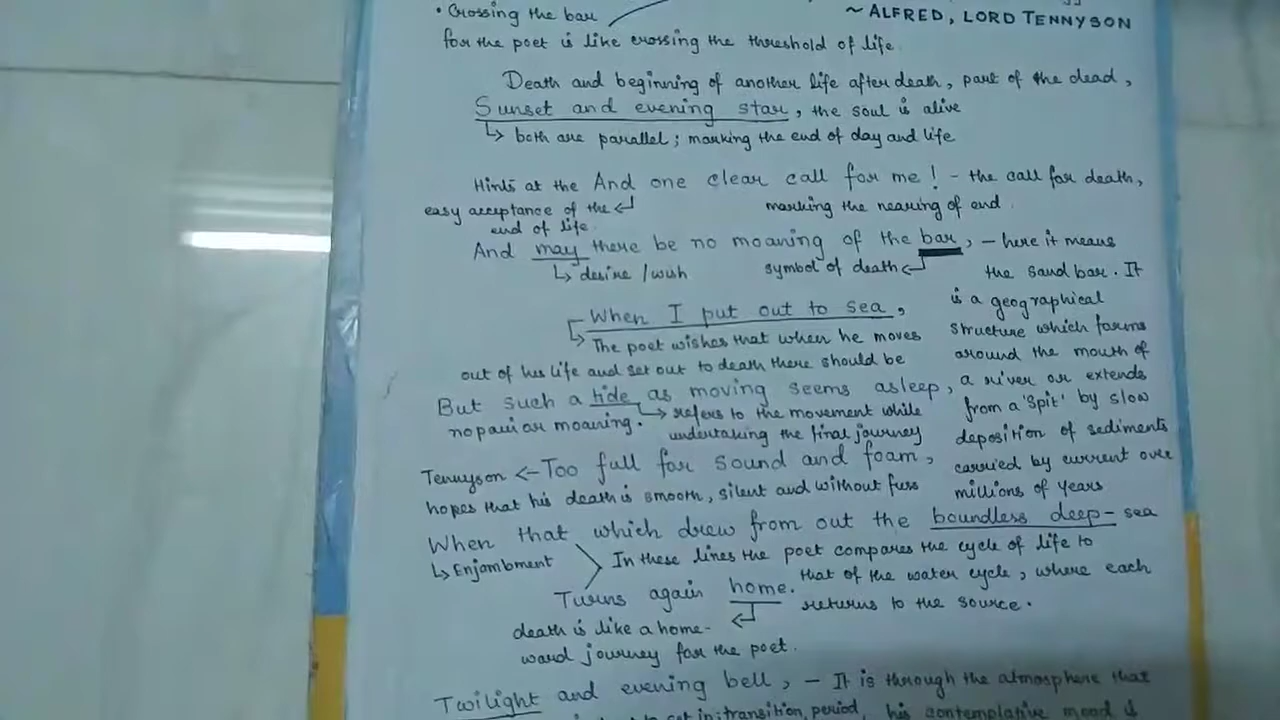 • Crossing the bar
~ ALFRED, LORD TENNYSON
for the poet is like crossing the threshold of life
Death and beginning of another life after death, part of the dead,
Sunset and evening star, the soul is alive
↳ both are parallel; marking the end of day and life
Hints at the And one clear call for me! - the call for death,
easy acceptance of the ↲ marking the nearing of end.
end of life.
And may there be no moaning of the bar, - here it means
↳ desire / wish symbol of death ↲ the sand bar. It
When I put out to sea, is a geographical
↳ The poet wishes that when he moves structure which forms
out of his life and set out to death there should be around the mouth of
But such a tide as moving seems asleep, a river or extends
no pain or moaning. ↳ refers to the movement while from a 'spit' by slow
undertaking the final journey deposition of sediments
Tennyson <- Too full for sound and foam, carried by current over
hopes that his death is smooth, silent and without fuss millions of years
When that which drew from out the boundless deep - sea
↳ Enjambment In these lines the poet compares the cycle of life to
Turns again home. that of the water cycle, where each
returns to the source.
death is like a home-
ward journey for the poet.
Twilight and evening bell, - It is through the atmosphere that
transition period, his contemplative mood is